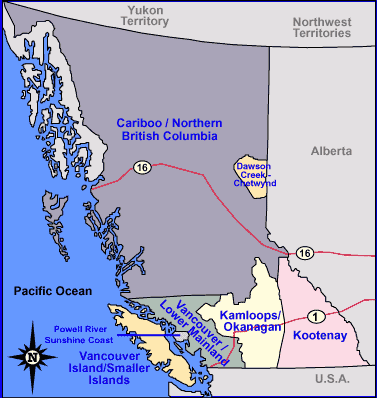 Yukon
Territory
Northwest
Territories
Cariboo / Northern
British Columbia
Alberta
16
Dawson
Creek -
Chetwynd
16
Pacific Ocean
Vancouver /
Lower Mainland
Kamloops/
Okanagan
1
Kootenay
Powell River
Sunshine Coast
Vancouver
Island/Smaller
Islands
N
U.S.A.